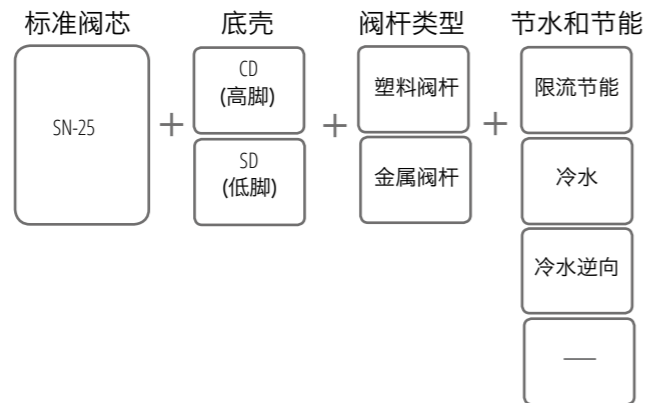 标准阀芯
底壳
阀杆类型
节水和节能
SN-25
+
CD
(高脚)
SD
(低脚)
+
塑料阀杆
金属阀杆
+
限流节能
冷水
冷水逆向
—